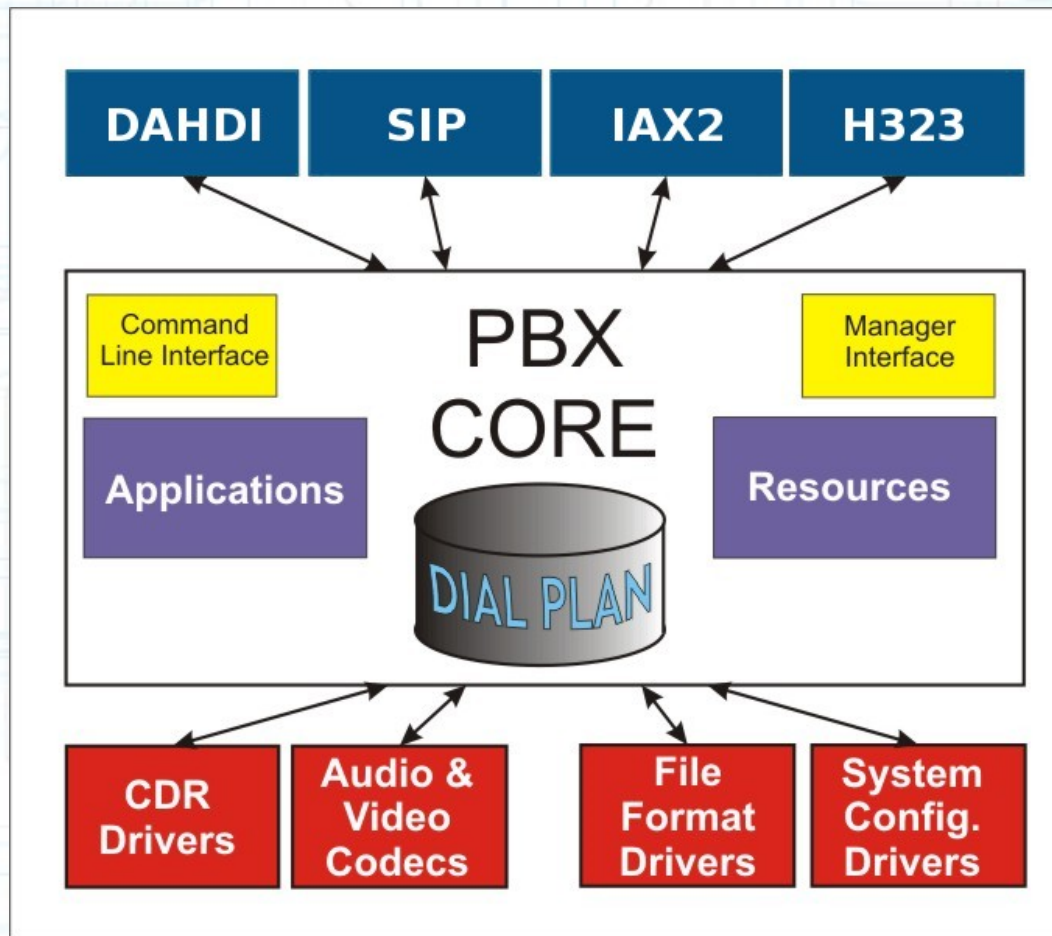 DAHDI
SIP
IAX2
H323
Command
Line Interface
PBX
CORE
Manager
Interface
Applications
Resources
DIAL PLAN
CDR
Drivers
Audio &
Video
Codecs
File
Format
Drivers
System
Config.
Drivers